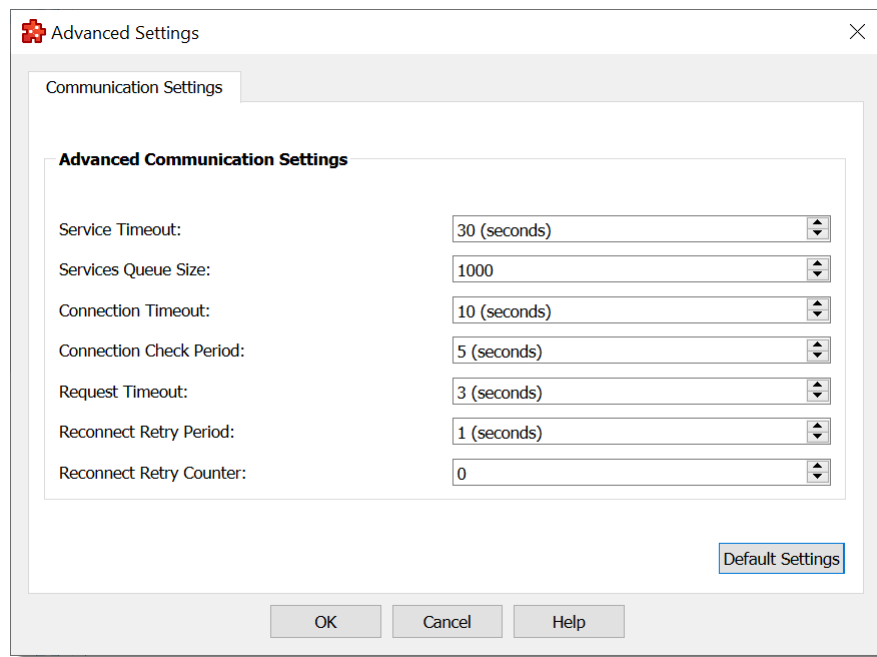 Advanced Settings
Communication Settings
Advanced Communication Settings
Service Timeout: 30 (seconds)
Services Queue Size: 1000
Connection Timeout: 10 (seconds)
Connection Check Period: 5 (seconds)
Request Timeout: 3 (seconds)
Reconnect Retry Period: 1 (seconds)
Reconnect Retry Counter: 0
Default Settings
OK Cancel Help